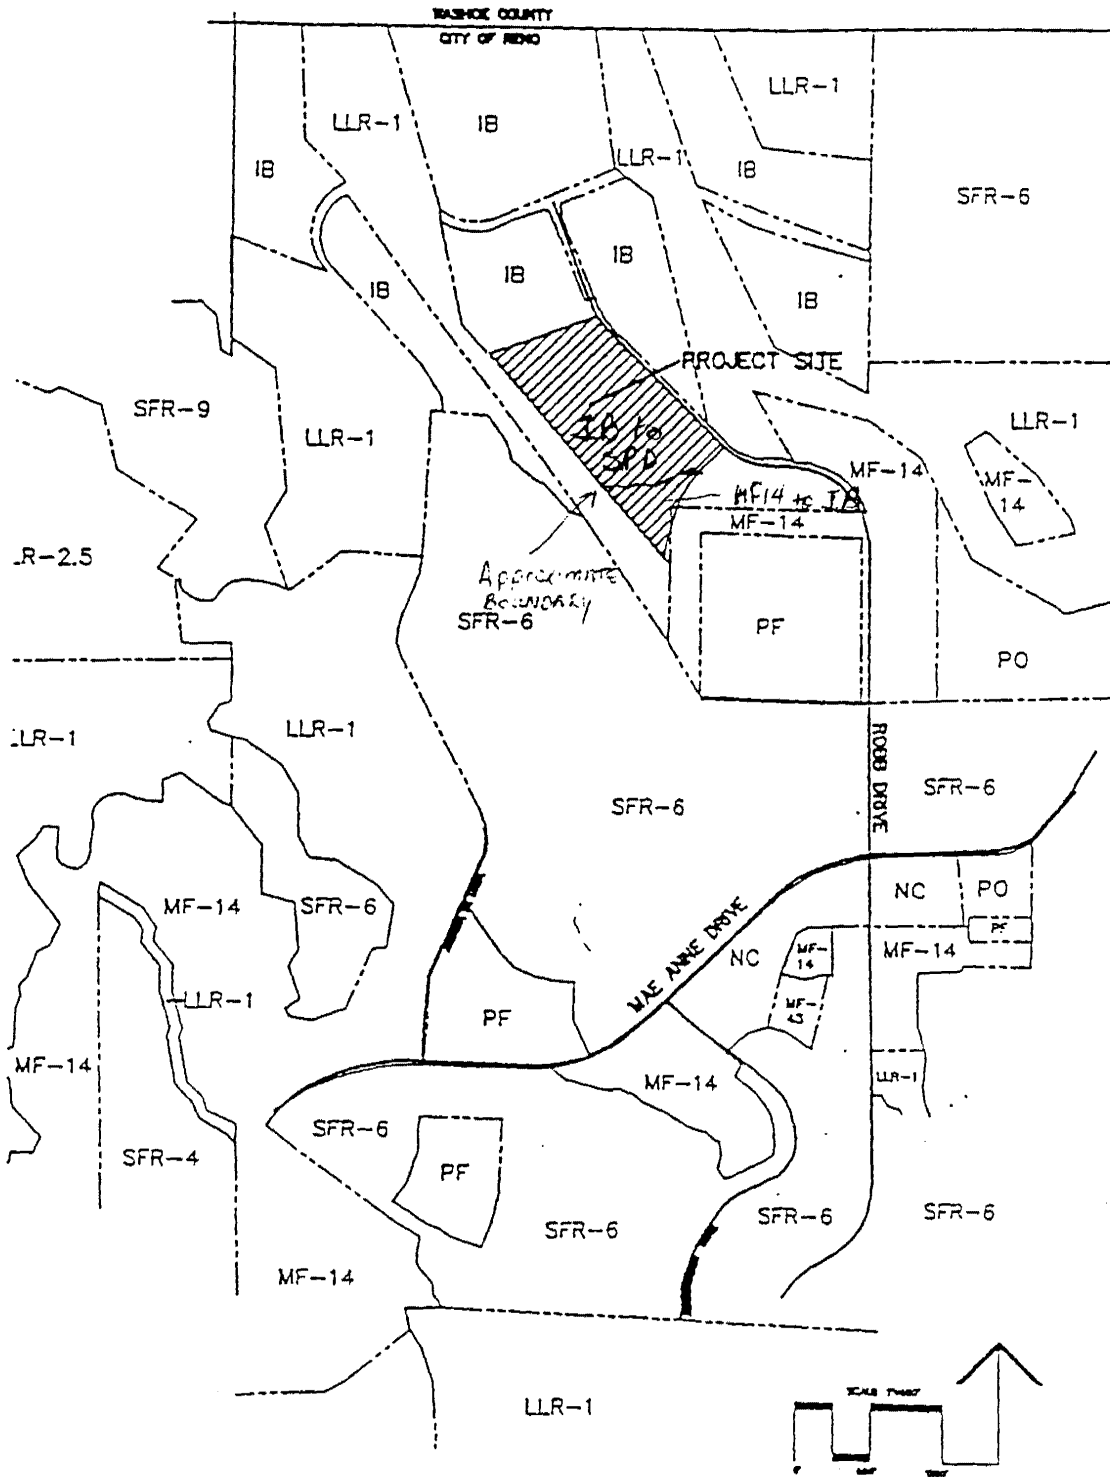 WASHOE COUNTY
CITY OF RENO
LLR-1
LLR-1
IB
LLR-1
IB
IB
SFR-6
IB
IB
IB
IB
PROJECT SITE
SFR-9
LLR-1
LLR-1
IB to
SPD
MF-14
MF-
14
MF14 to IB
MF-14
LR-2.5
Approximate
Boundary
SFR-6
PF
PO
LLR-1
LLR-1
ROBB DRIVE
SFR-6
SFR-6
MF-14
SFR-6
NC
PO
PF
MAE ANNE DRIVE
NC
MF-
14
MF-14
MF-
LLR-1
PF
MF-14
MF-14
LLR-1
SFR-6
SFR-4
PF
SFR-6
SFR-6
SFR-6
MF-14
LLR-1